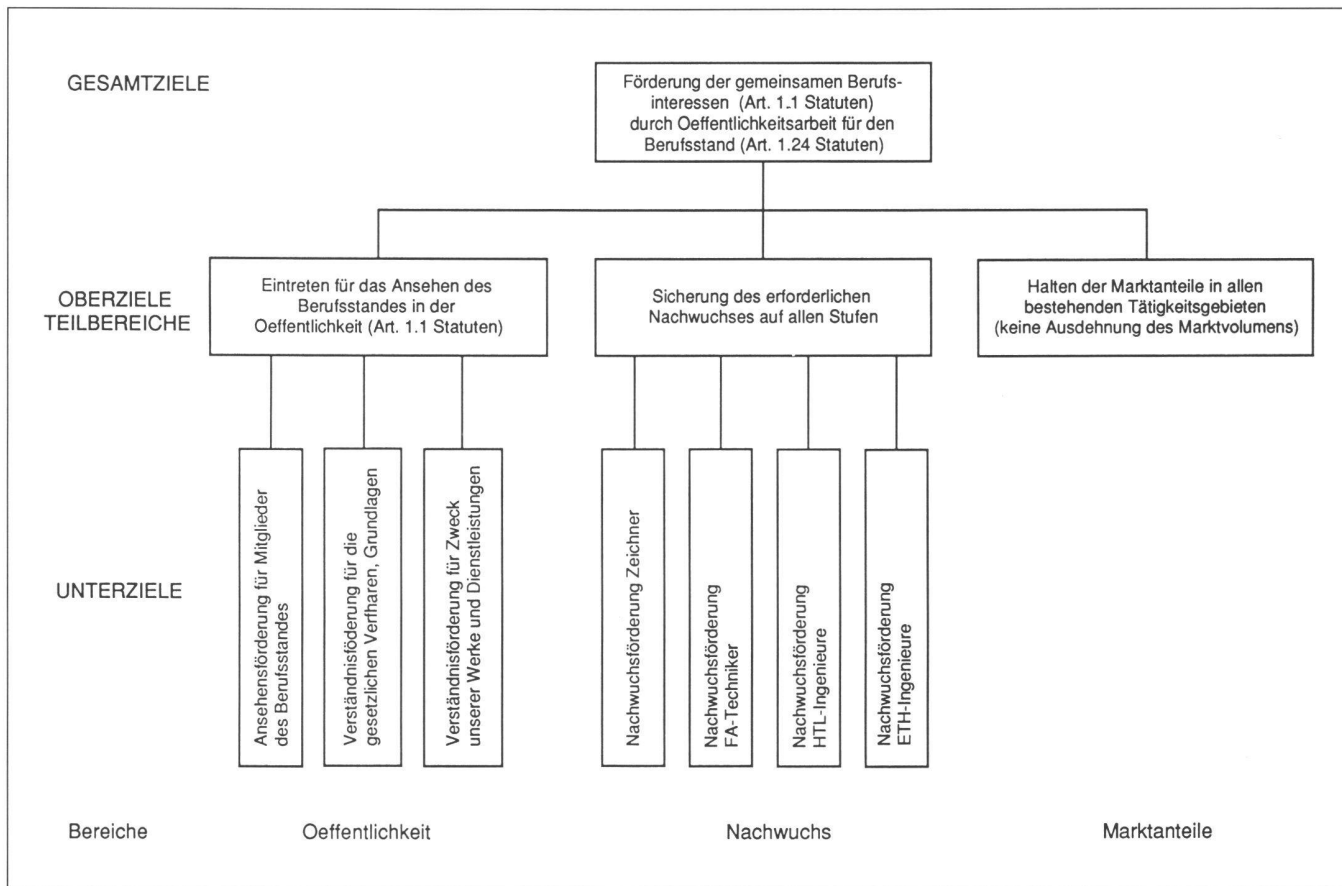 GESAMTZIELE
Förderung der gemeinsamen Berufs-
interessen (Art. 1.1 Statuten)
durch Oeffentlichkeitsarbeit für den
Berufsstand (Art. 1.24 Statuten)
OBERZIELE
TEILBEREICHE
Eintreten für das Ansehen des
Berufsstandes in der
Oeffentlichkeit (Art. 1.1 Statuten)
Sicherung des erforderlichen
Nachwuchses auf allen Stufen
Halten der Marktanteile in allen
bestehenden Tätigkeitsgebieten
(keine Ausdehnung des Marktvolumens)
UNTERZIELE
Ansehensförderung für Mitglieder
des Berufsstandes
Verständnisföderung für die
gesetzlichen Verfharen, Grundlagen
Verständnisförderung für Zweck
unserer Werke und Dienstleistungen
Nachwuchsförderung Zeichner
Nachwuchsförderung
FA-Techniker
Nachwuchsförderung
HTL-Ingenieure
Nachwuchsförderung
ETH-Ingenieure
Bereiche
Oeffentlichkeit
Nachwuchs
Marktanteile